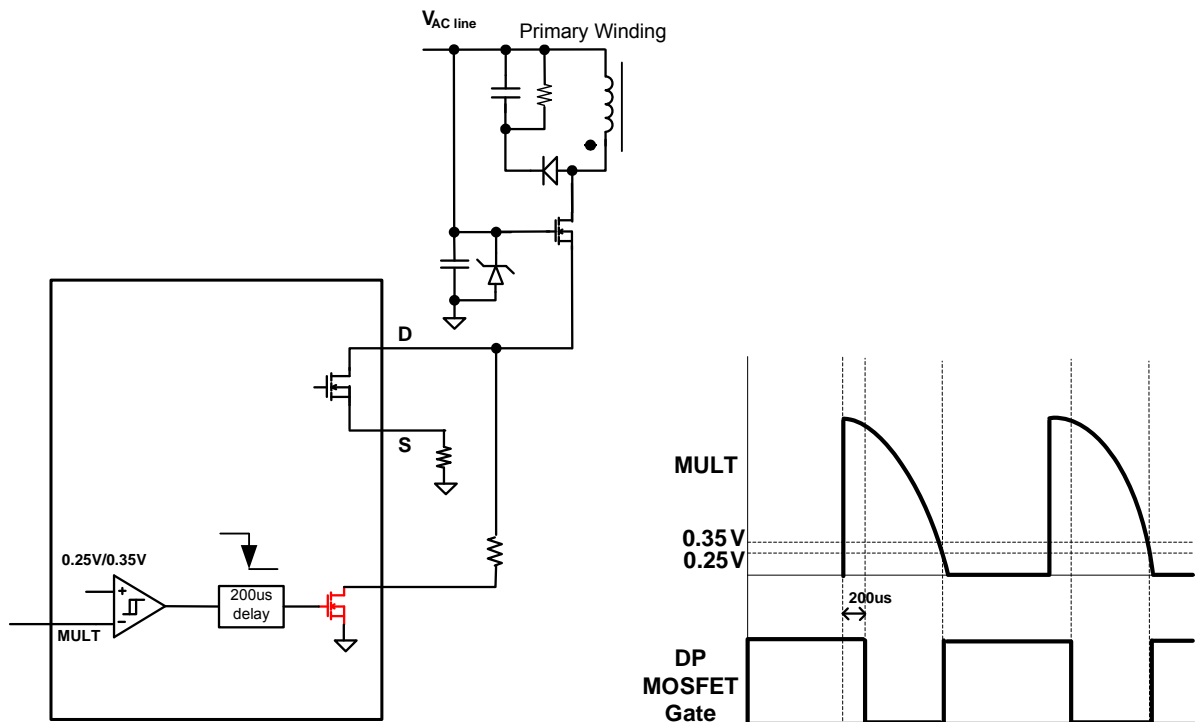 VAC line
Primary Winding
D
S
0.25V/0.35V
+
-
MULT
200us
delay
MULT
0.35 V
0.25 V
200us
DP
MOSFET
Gate